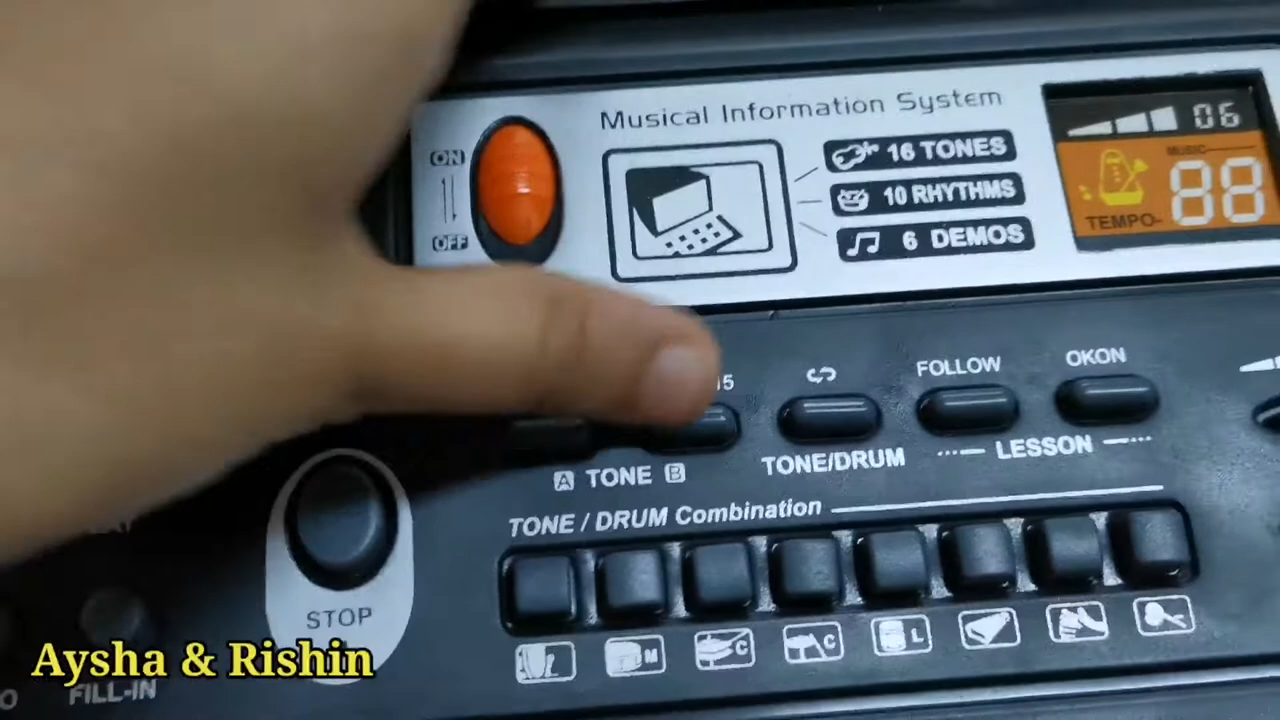 Musical Information System
ON
OFF
16 TONES
10 RHYTHMS
6 DEMOS
06
MUSIC
TEMPO
88
FOLLOW
OKON
A TONE B
TONE/DRUM
LESSON
TONE / DRUM Combination
STOP
M
C
C
L
FILL-IN
Aysha & Rishin